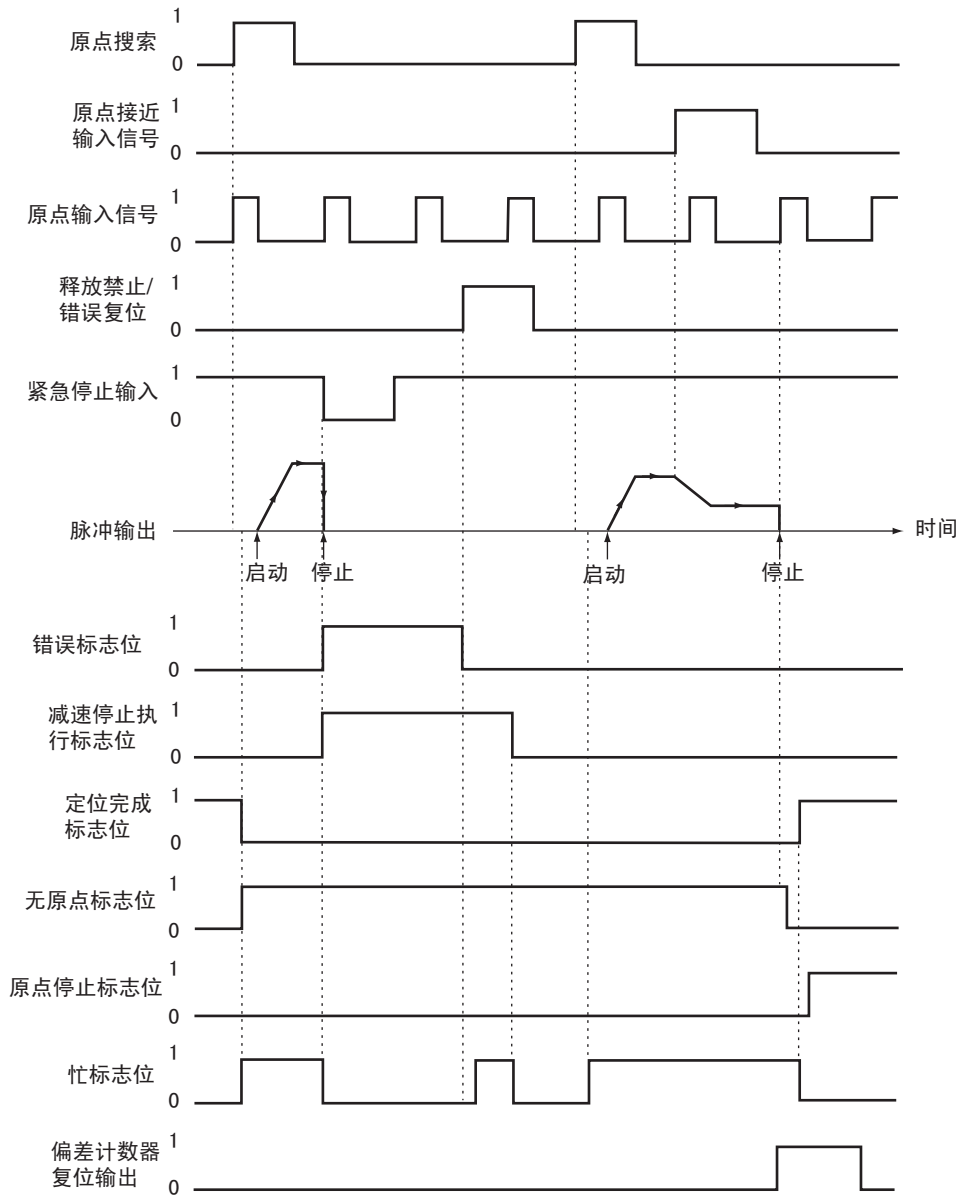 1
原点搜索
0
原点接近
输入信号
1
0
1
原点输入信号
0
释放禁止/
错误复位
1
0
1
紧急停止输入
0
脉冲输出
时间
启动
停止
启动
停止
1
错误标志位
0
减速停止执
行标志位
1
0
定位完成
标志位
1
0
1
无原点标志位
0
1
原点停止标志位
0
1
忙标志位
0
偏差计数器
复位输出
1
0